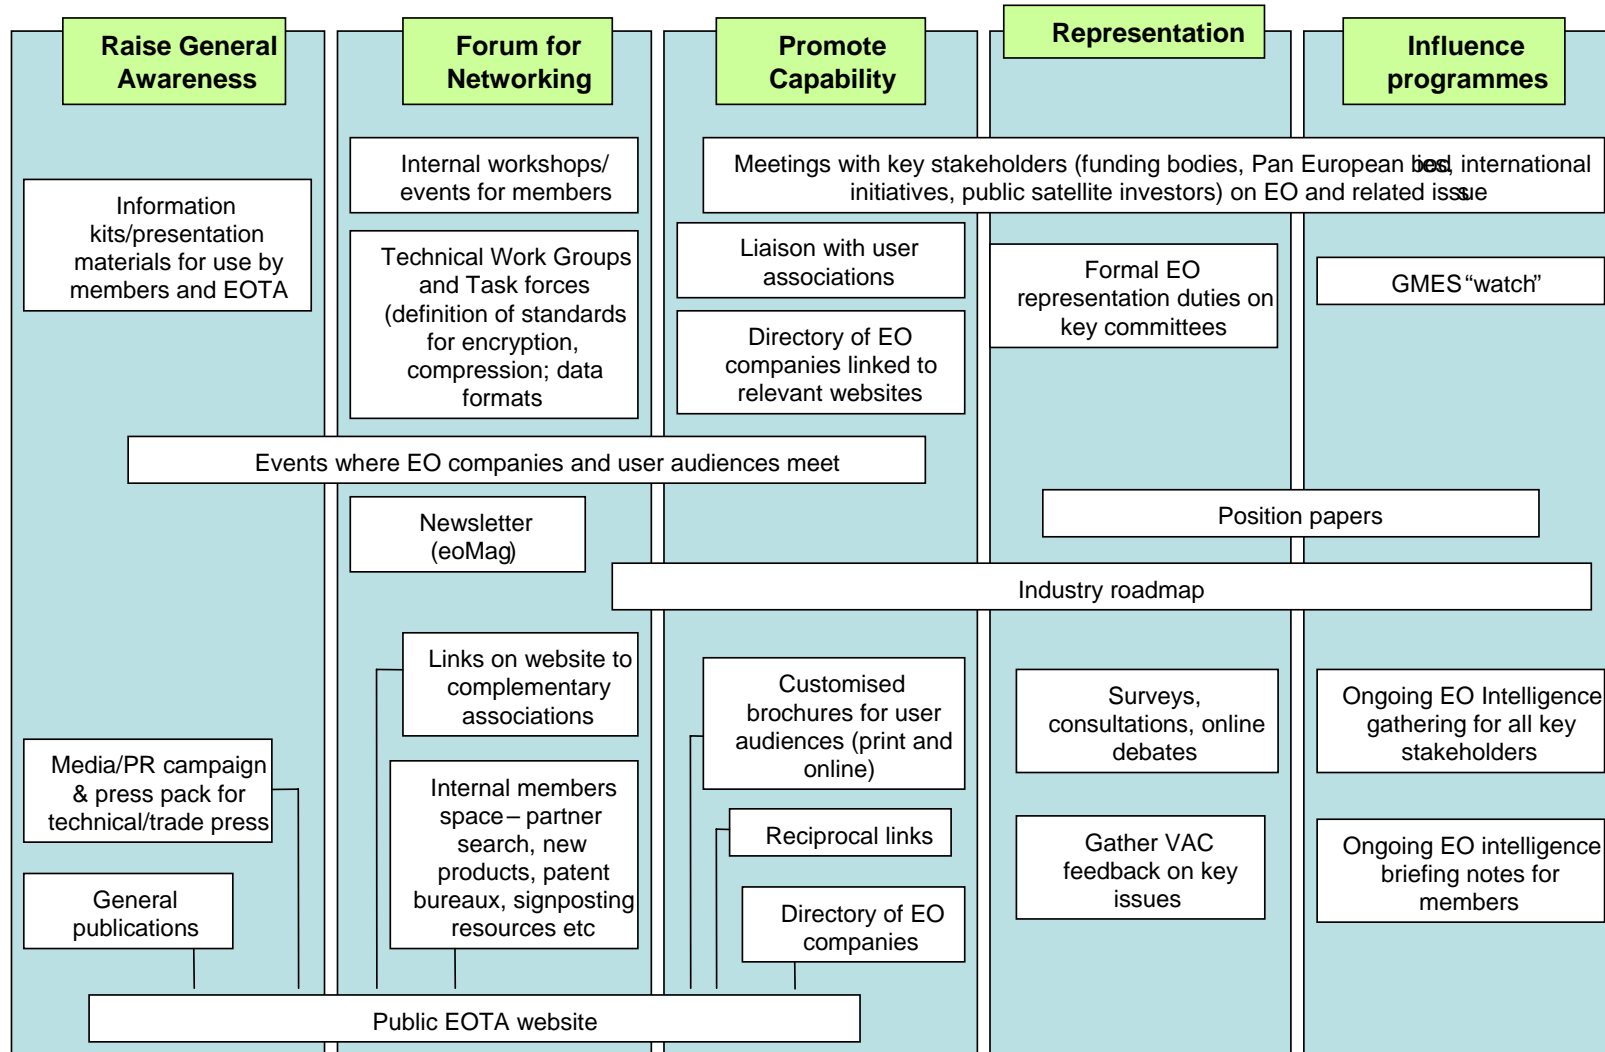 Raise General
Awareness
Forum for
Networking
Promote
Capability
Representation
Influence
programmes
Information
kits/presentation
materials for use by
members and EOTA
Internal workshops/
events for members
Meetings with key stakeholders (funding bodies, Pan European bodies, international
initiatives, public satellite investors) on EO and related issues
Technical Work Groups
and Task forces
(definition of standards
for encryption,
compression; data
formats
Liaison with user
associations
Formal EO
representation duties on
key committees
GMES “watch”
Directory of EO
companies linked to
relevant websites
Events where EO companies and user audiences meet
Newsletter
(eoMag)
Position papers
Industry roadmap
Links on website to
complementary
associations
Customised
brochures for user
audiences (print and
online)
Surveys,
consultations, online
debates
Ongoing EO Intelligence
gathering for all key
stakeholders
Media/PR campaign
& press pack for
technical/trade press
Internal members
space – partner
search, new
products, patent
bureaux, signposting
resources etc
Reciprocal links
Gather VAC
feedback on key
issues
Ongoing EO intelligence
briefing notes for
members
General
publications
Directory of EO
companies
Public EOTA website